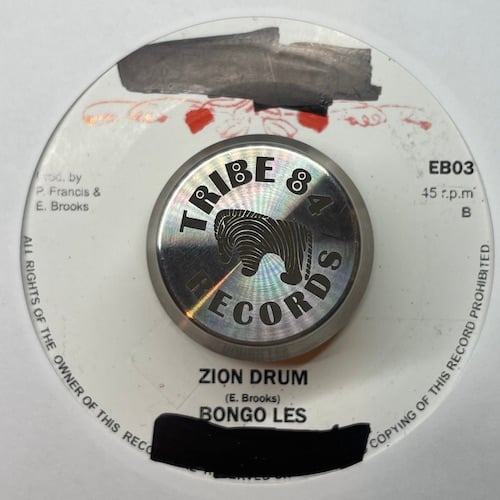 Prod. by
P. Francis &
E. Brooks
EB03
45 r.p.m
B
TRIBE 84
RECORDS
ZION DRUM
(E. Brooks)
BONGO LES
ALL RIGHTS OF THE OWNER OF THIS
COPYING OF THIS RECORD PROHIBITED